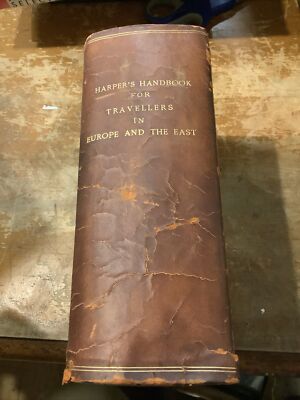 HARPER'S HANDBOOK
FOR
TRAVELLERS
IN
EUROPE AND THE EAST